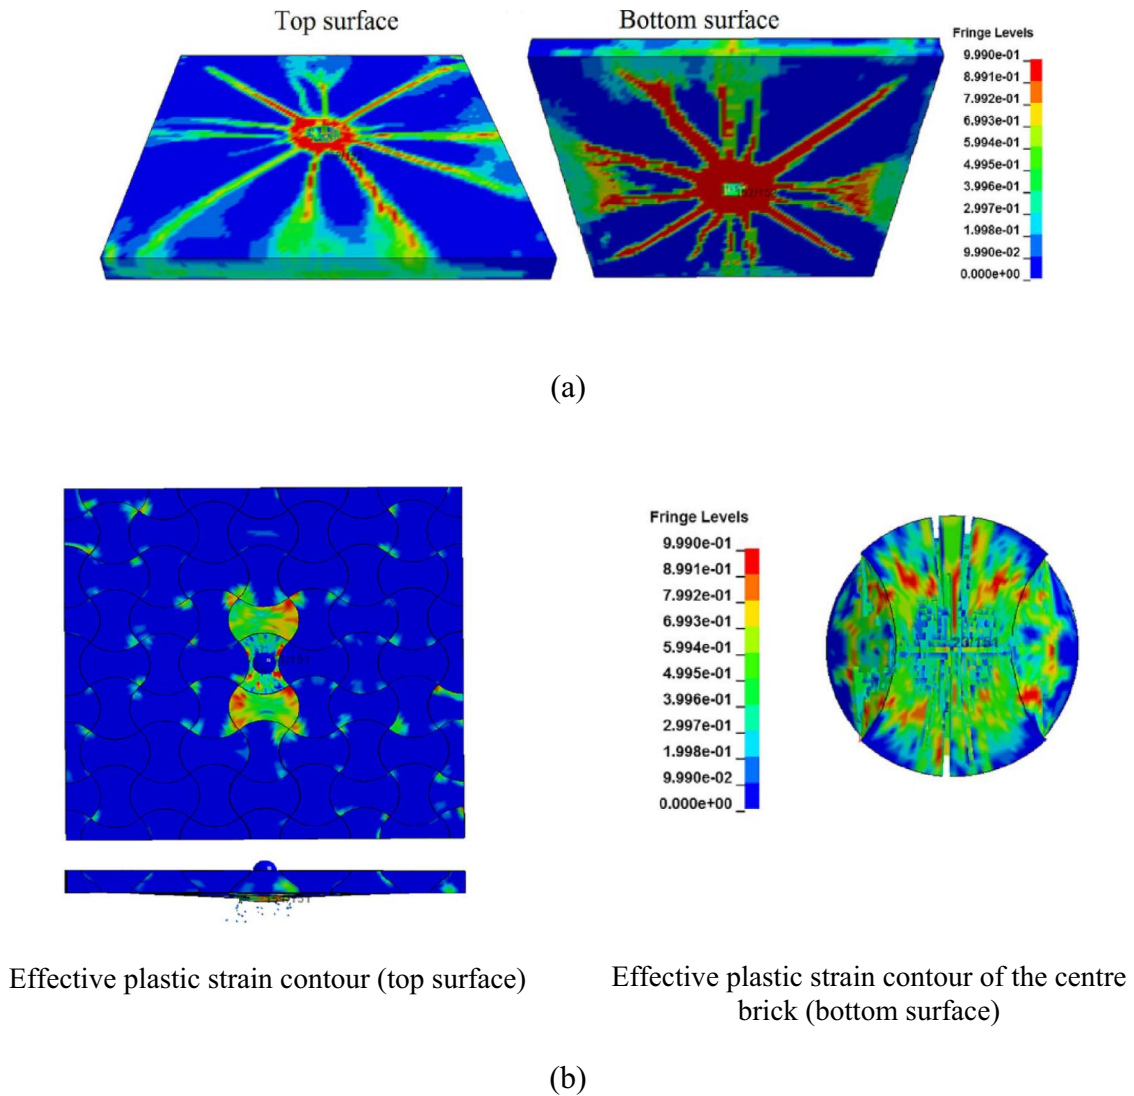 Top surface
Bottom surface
Fringe Levels
9.990e-01
8.991e-01
7.992e-01
6.993e-01
5.994e-01
4.995e-01
3.996e-01
2.997e-01
1.998e-01
9.990e-02
0.000e+00
(a)
Fringe Levels
9.990e-01
8.991e-01
7.992e-01
6.993e-01
5.994e-01
4.995e-01
3.996e-01
2.997e-01
1.998e-01
9.990e-02
0.000e+00
Effective plastic strain contour (top surface)
Effective plastic strain contour of the centre
brick (bottom surface)
(b)